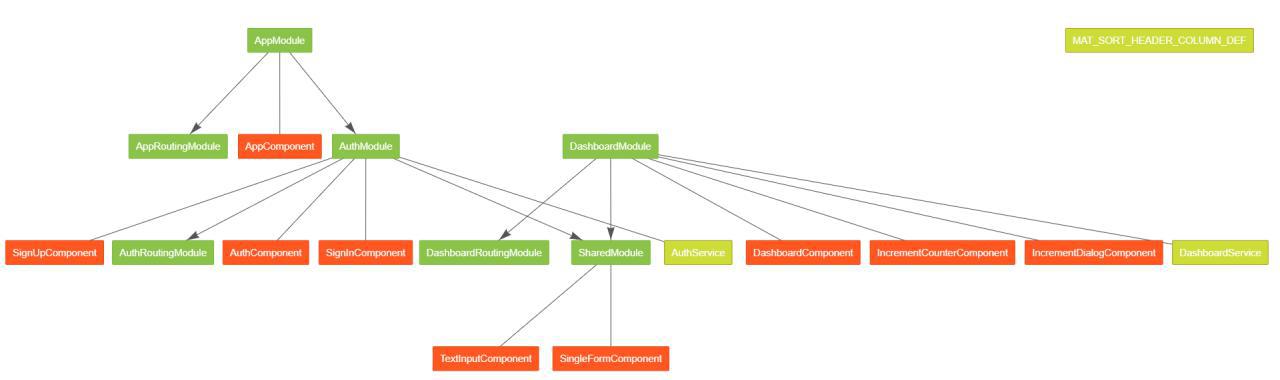 AppModule
MAT_SORT_HEADER_COLUMN_DEF
AppRoutingModule
AppComponent
AuthModule
DashboardModule
SignUpComponent
AuthRoutingModule
AuthComponent
SignInComponent
DashboardRoutingModule
SharedModule
AuthService
DashboardComponent
IncrementCounterComponent
IncrementDialogComponent
DashboardService
TextInputComponent
SingleFormComponent